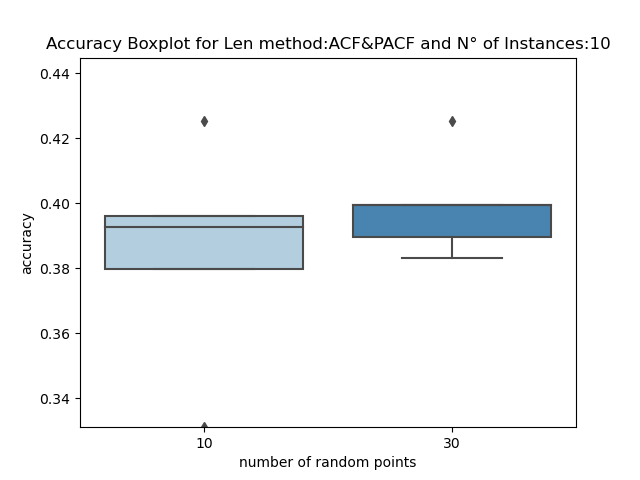 Accuracy Boxplot for Len method:ACF&PACF and N° of Instances:10
0.44
0.42
0.40
0.38
0.36
0.34
accuracy
10 30
number of random points